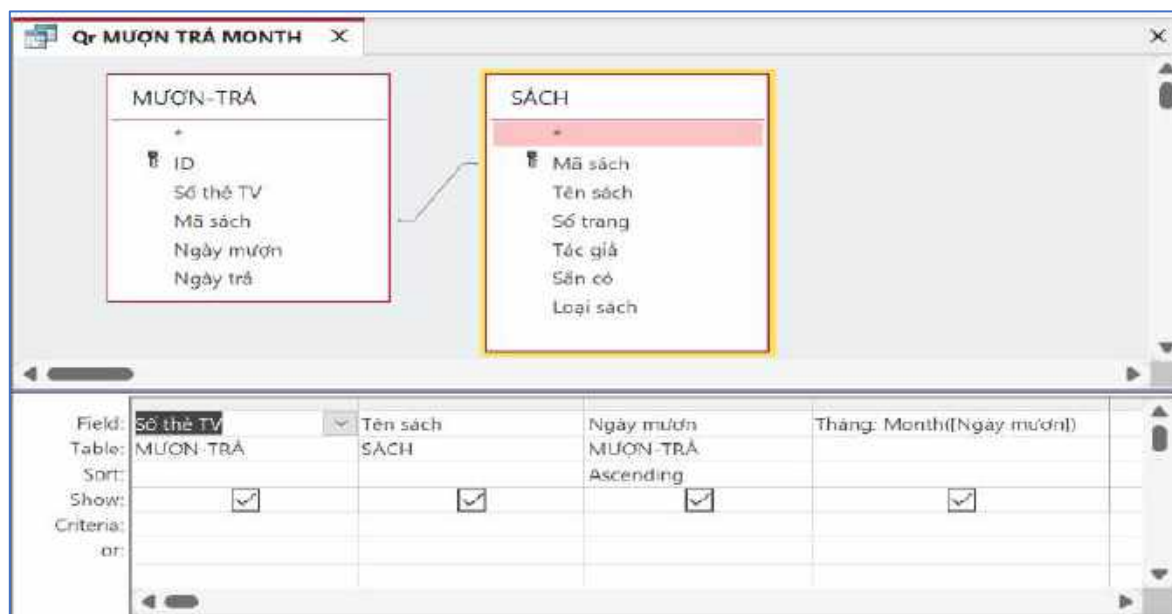 Qr MƯỢN TRẢ MONTH
MƯỢN-TRẢ
*
ID
Số thẻ TV
Mã sách
Ngày mượn
Ngày trả
SÁCH
*
Mã sách
Tên sách
Số trang
Tác giả
Sẵn có
Loại sách
Field: Số thẻ TV Tên sách Ngày mượn Tháng: Month([Ngày mượn])
Table: MƯỢN-TRẢ SÁCH MƯỢN-TRẢ
Sort: Ascending
Show:
Criteria:
or: